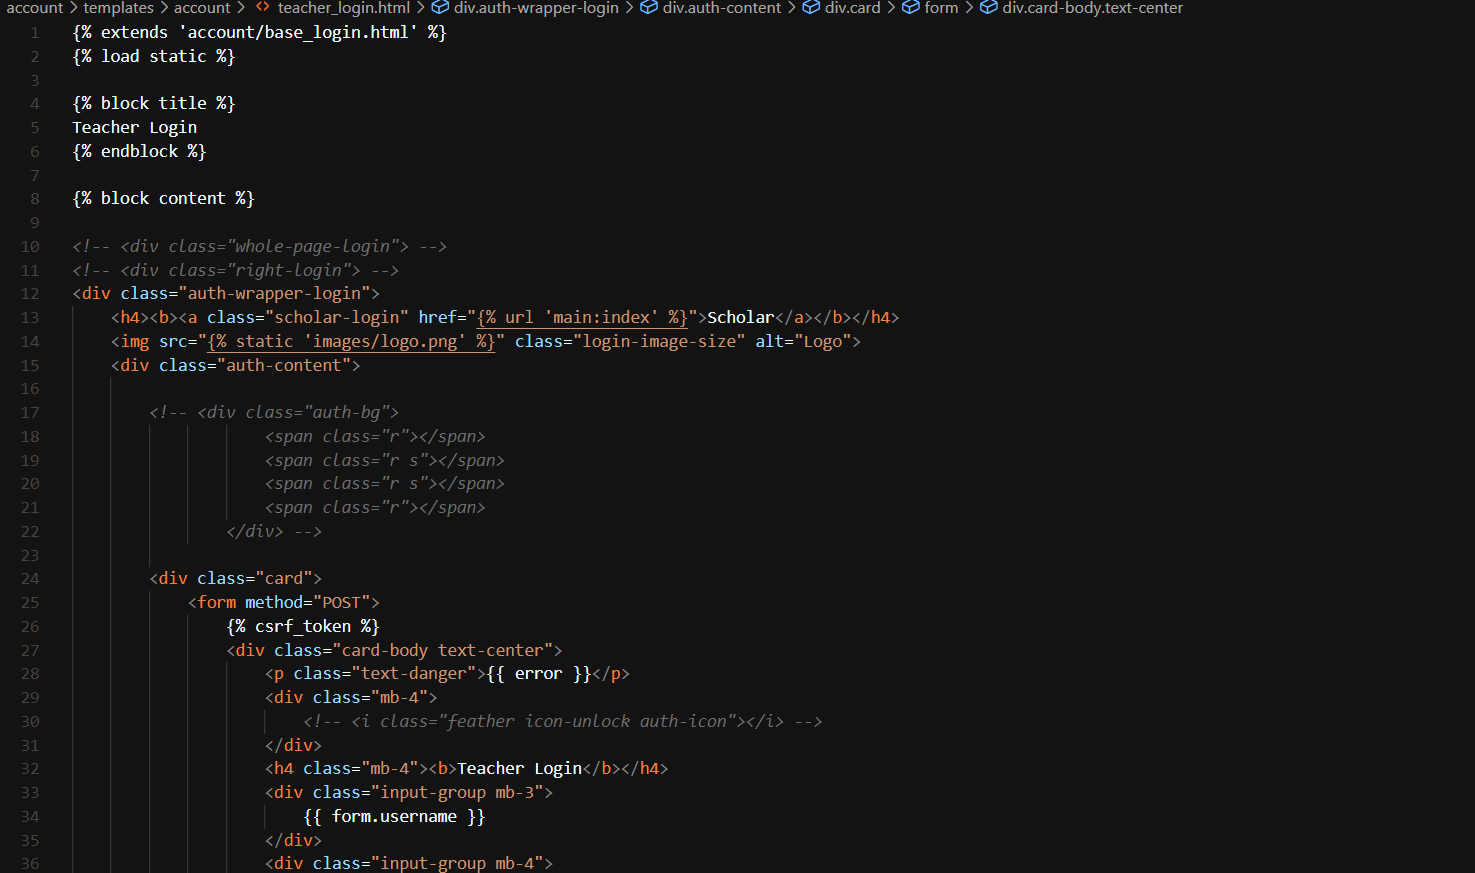 account > templates > account > <> teacher_login.html > div.auth-wrapper-login > div.auth-content > div.card > form > div.card-body.text-center
1 {% extends 'account/base_login.html' %}
2 {% load static %}
3
4 {% block title %}
5 Teacher Login
6 {% endblock %}
7
8 {% block content %}
9
10 <!-- <div class="whole-page-login"> -->
11 <!-- <div class="right-login"> -->
12 <div class="auth-wrapper-login">
13 <h4><b><a class="scholar-login" href="{% url 'main:index' %}">Scholar</a></b></h4>
14 <img src="{% static 'images/logo.png' %}" class="login-image-size" alt="Logo">
15 <div class="auth-content">
16
17 <!-- <div class="auth-bg">
18 <span class="r"></span>
19 <span class="r s"></span>
20 <span class="r s"></span>
21 <span class="r"></span>
22 </div> -->
23
24 <div class="card">
25 <form method="POST">
26 {% csrf_token %}
27 <div class="card-body text-center">
28 <p class="text-danger">{{ error }}</p>
29 <div class="mb-4">
30 <!-- <i class="feather icon-unlock auth-icon"></i> -->
31 </div>
32 <h4 class="mb-4"><b>Teacher Login</b></h4>
33 <div class="input-group mb-3">
34 {{ form.username }}
35 </div>
36 <div class="input-group mb-4">